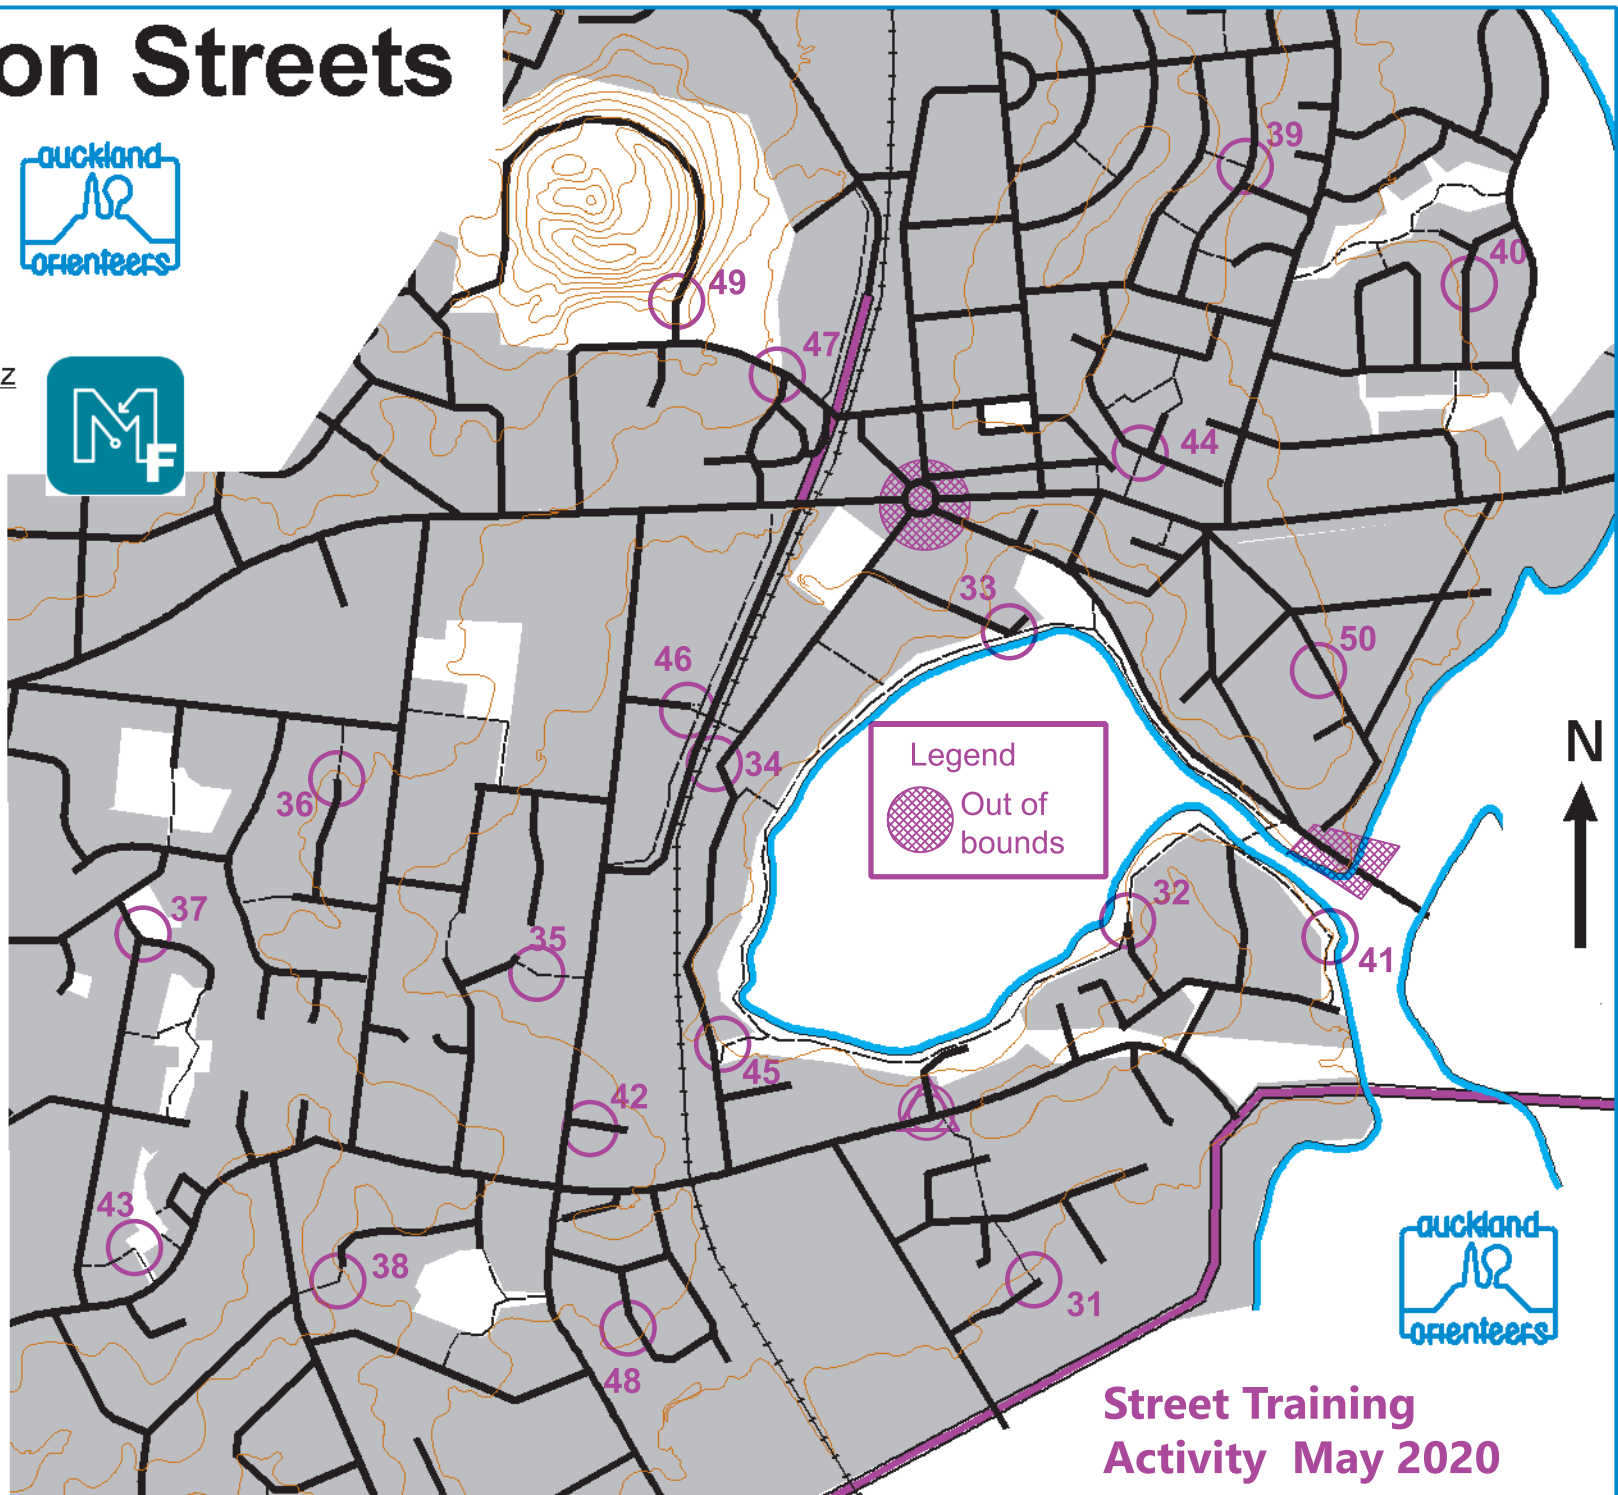 on Streets
auckland
orienteers
z
M
F
39
40
49
47
44
33
50
46
34
N
Legend
Out of
bounds
36
37
32
35
41
45
42
43
38
31
48
auckland
orienteers
Street Training
Activity May 2020